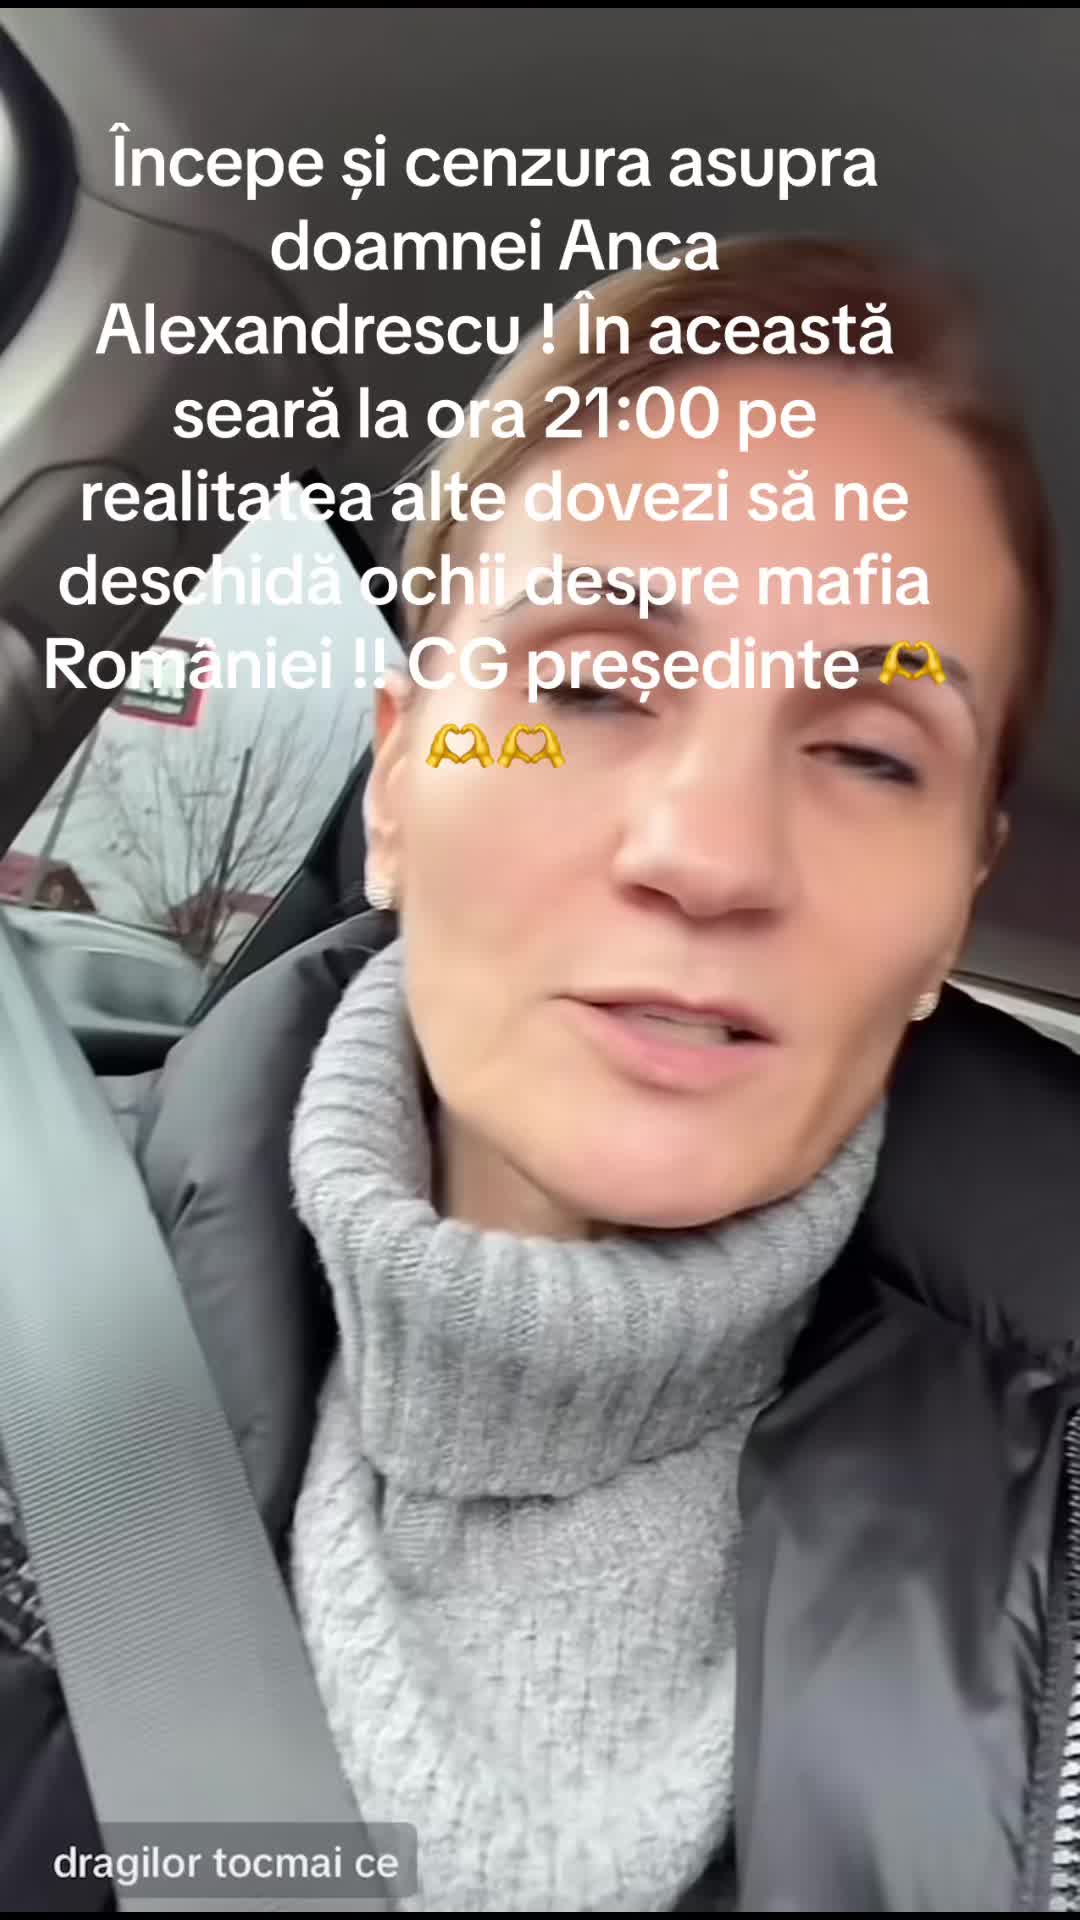 Începe și cenzura asupra
doamnei Anca
Alexandrescu ! În această
seară la ora 21:00 pe
realitatea alte dovezi să ne
deschidă ochii despre mafia
României !! CG președinte 🫶
🫶🫶
dragilor tocmai ce